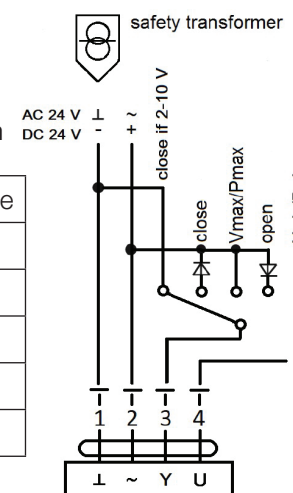 safety transformer
AC 24 V ⊥ ~
DC 24 V - +
close if 2-10 V
close
Vmax/Pmax
open
e
1 2 3 4
⊥ ~ Y U